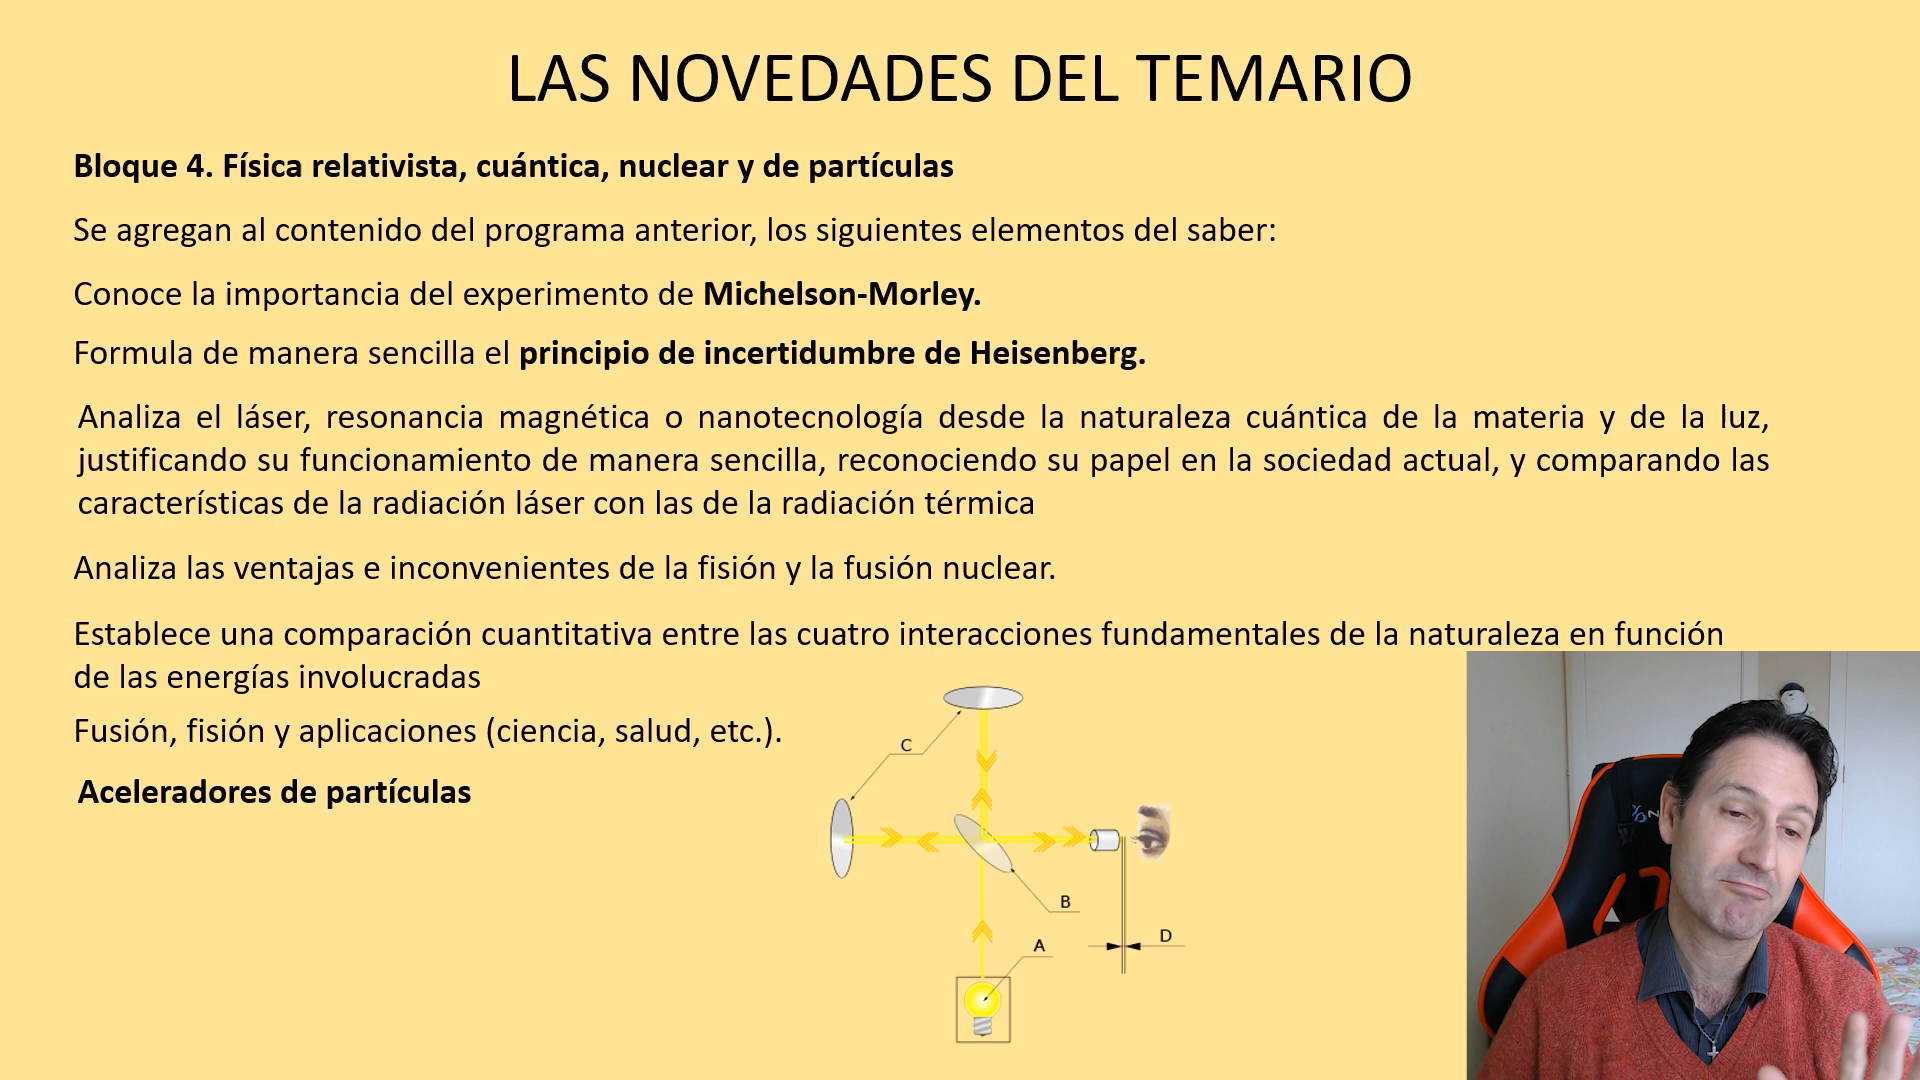 LAS NOVEDADES DEL TEMARIO
Bloque 4. Física relativista, cuántica, nuclear y de partículas
Se agregan al contenido del programa anterior, los siguientes elementos del saber:
Conoce la importancia del experimento de Michelson-Morley.
Formula de manera sencilla el principio de incertidumbre de Heisenberg.
Analiza el láser, resonancia magnética o nanotecnología desde la naturaleza cuántica de la materia y de la luz,
justificando su funcionamiento de manera sencilla, reconociendo su papel en la sociedad actual, y comparando las
características de la radiación láser con las de la radiación térmica
Analiza las ventajas e inconvenientes de la fisión y la fusión nuclear.
Establece una comparación cuantitativa entre las cuatro interacciones fundamentales de la naturaleza en función
de las energías involucradas
Fusión, fisión y aplicaciones (ciencia, salud, etc.).
Aceleradores de partículas
C
B
D
A